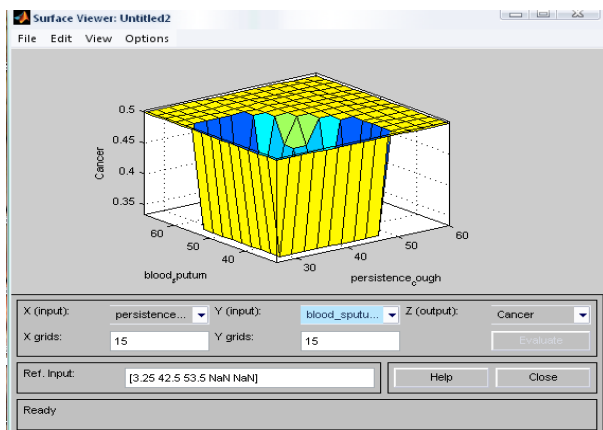 Surface Viewer: Untitled2
File Edit View Options
0.5
0.45
0.4
0.35
Cancer
60
50
40
blood_sputum
30
40
50
60
persistence_cough
X (input): persistence... Y (input): blood_sputu... Z (output): Cancer
X grids: 15 Y grids: 15 Evaluate
Ref. Input: [3.25 42.5 53.5 NaN NaN] Help Close
Ready